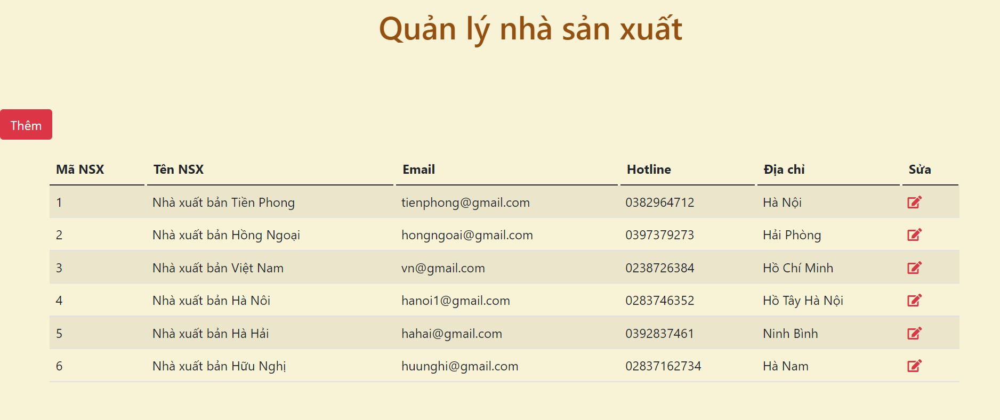 Quản lý nhà sản xuất
Thêm
Mã NSX Tên NSX Email Hotline Địa chỉ Sửa
1 Nhà xuất bản Tiền Phong tienphong@gmail.com 0382964712 Hà Nội
2 Nhà xuất bản Hồng Ngoại hongngoai@gmail.com 0397379273 Hải Phòng
3 Nhà xuất bản Việt Nam vn@gmail.com 0238726384 Hồ Chí Minh
4 Nhà xuất bản Hà Nôi hanoi1@gmail.com 0283746352 Hồ Tây Hà Nội
5 Nhà xuất bản Hà Hải hahai@gmail.com 0392837461 Ninh Bình
6 Nhà xuất bản Hữu Nghị huunghi@gmail.com 02837162734 Hà Nam